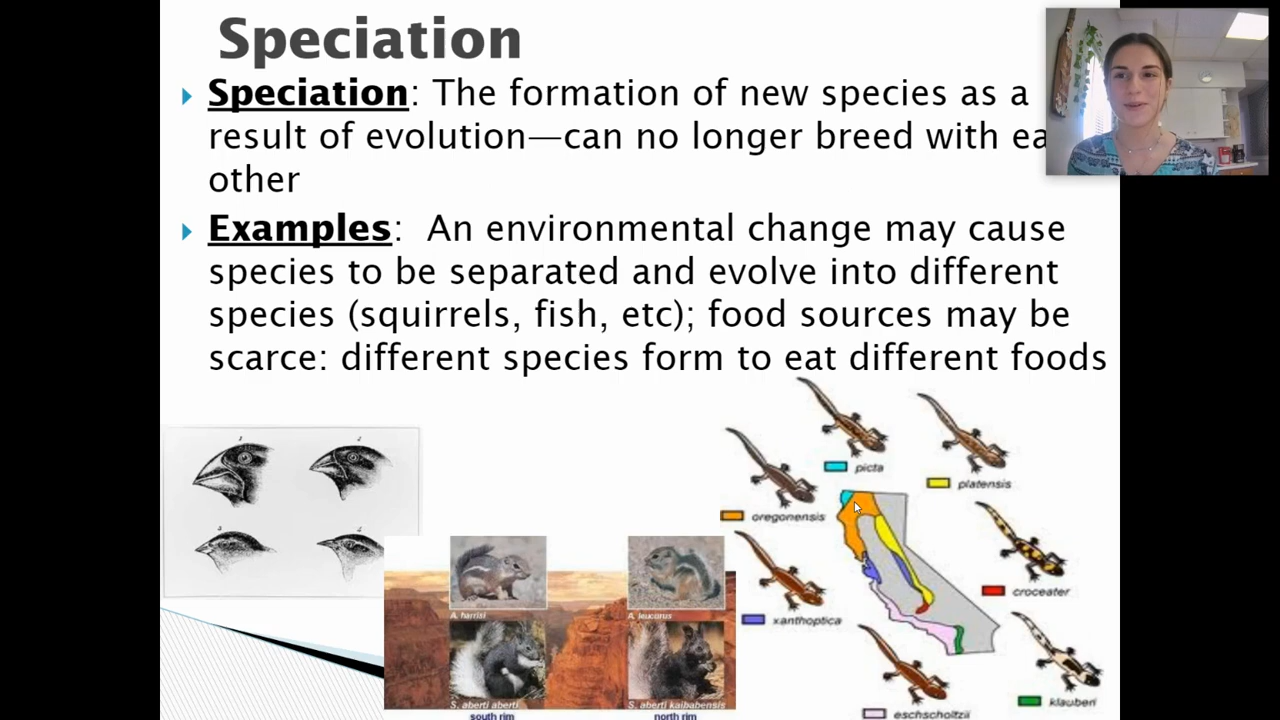 Speciation
Speciation: The formation of new species as a
result of evolution—can no longer breed with ea
other
Examples: An environmental change may cause
species to be separated and evolve into different
species (squirrels, fish, etc); food sources may be
scarce: different species form to eat different foods
picta
platensis
oregonensis
croceater
xanthoptica
klauberi
eschscholtzii
A. harrisi
A. leucurus
S. aberti aberti
S. aberti kaibabensis
south rim
north rim